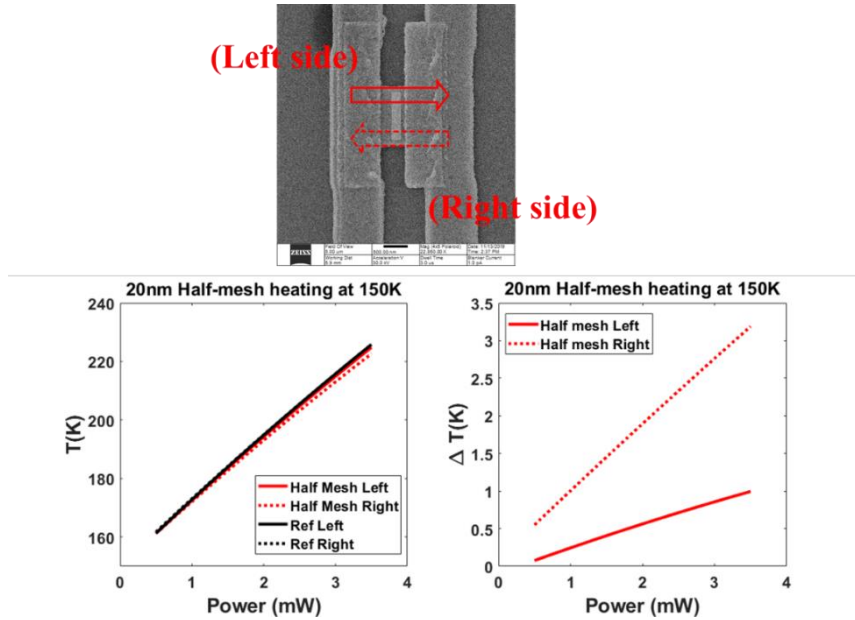 (Left side)
(Right side)
ZEISS
20nm Half-mesh heating at 150K
240
220
200
180
160
T(K)
Half Mesh Left
Half Mesh Right
Ref Left
Ref Right
0
1
2
3
4
Power (mW)
20nm Half-mesh heating at 150K
3.5
3
2.5
2
1.5
1
0.5
0
Δ T(K)
Half mesh Left
Half mesh Right
0
1
2
3
4
Power (mW)